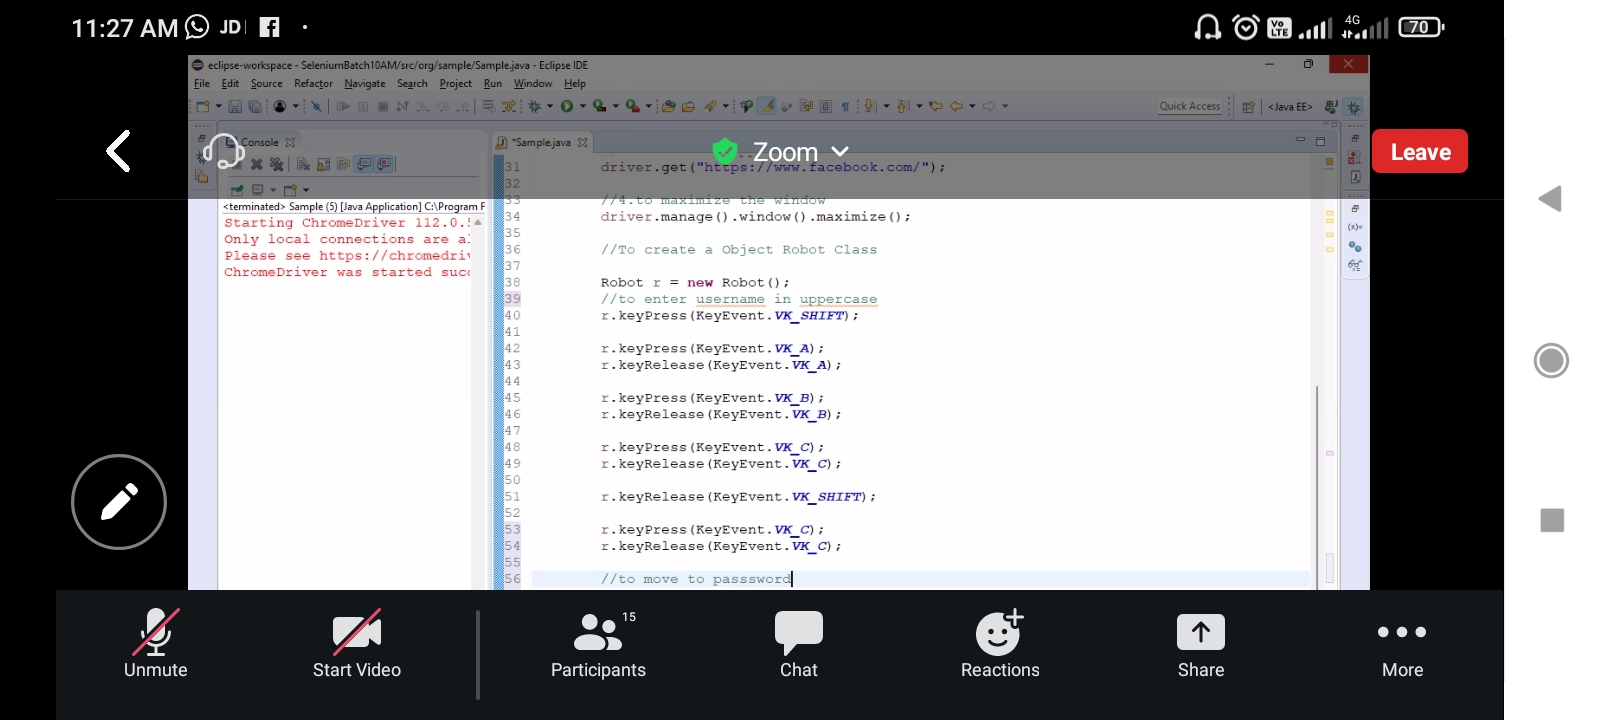 11:27 AM JD
Vo LTE 4G 70
eclipse-workspace - SeleniumBatch10AM/src/org/sample/Sample.java - Eclipse IDE
File Edit Source Refactor Navigate Search Project Run Window Help
Quick Access <Java EE>
Console *Sample.java
Zoom
Leave
<terminated> Sample (5) [Java Application] C:\Program F
Starting ChromeDriver 112.0.5
Only local connections are al
Please see https://chromedriv
ChromeDriver was started succ
31 driver.get("https://www.facebook.com/");
32
33 //4.to maximize the window
34 driver.manage().window().maximize();
35
36 //To create a Object Robot Class
37
38 Robot r = new Robot();
39 //to enter username in uppercase
40 r.keyPress(KeyEvent.VK_SHIFT);
41
42 r.keyPress(KeyEvent.VK_A);
43 r.keyRelease(KeyEvent.VK_A);
44
45 r.keyPress(KeyEvent.VK_B);
46 r.keyRelease(KeyEvent.VK_B);
47
48 r.keyPress(KeyEvent.VK_C);
49 r.keyRelease(KeyEvent.VK_C);
50
51 r.keyRelease(KeyEvent.VK_SHIFT);
52
53 r.keyPress(KeyEvent.VK_C);
54 r.keyRelease(KeyEvent.VK_C);
55
56 //to move to passsword
15
Unmute Start Video Participants Chat Reactions Share More